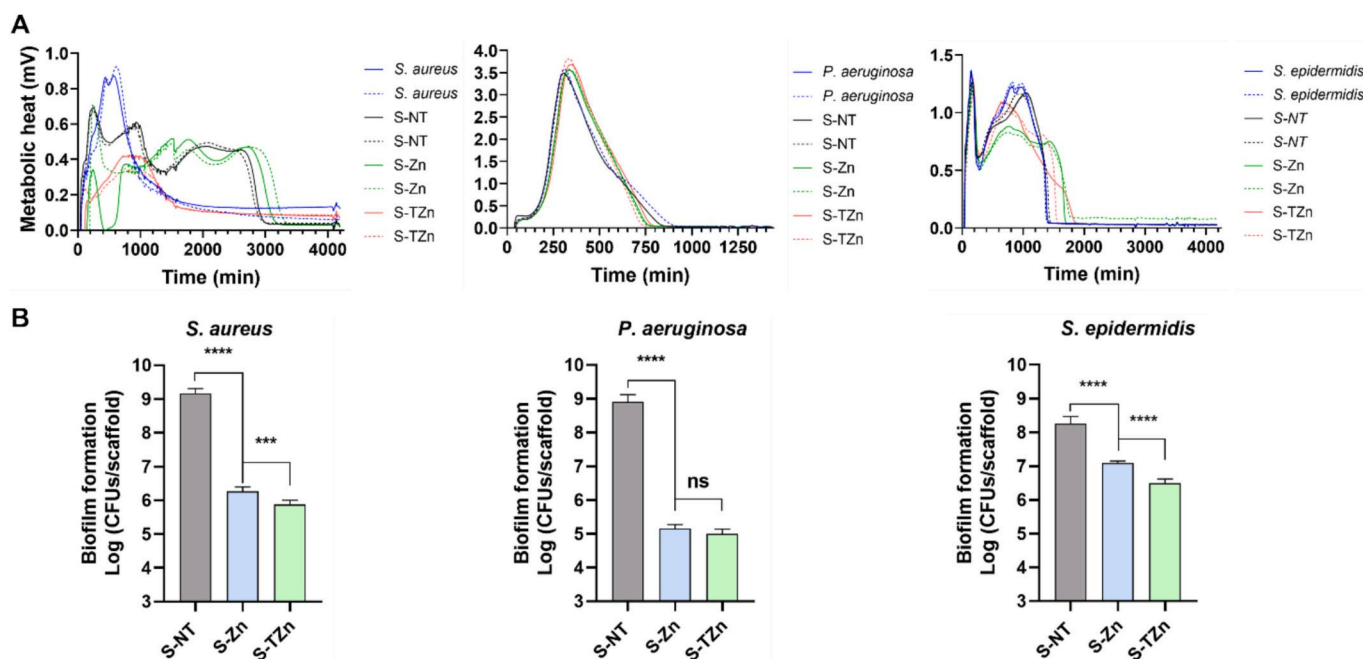 A
Metabolic heat (mV)
1.0
0.8
0.6
0.4
0.2
0.0
0 1000 2000 3000 4000
Time (min)
S. aureus
S. aureus
S-NT
S-NT
S-Zn
S-Zn
S-TZn
S-TZn
4.0
3.5
3.0
2.5
2.0
1.5
1.0
0.5
0.0
0 250 500 750 1000 1250
Time (min)
P. aeruginosa
P. aeruginosa
S-NT
S-NT
S-Zn
S-Zn
S-TZn
S-TZn
1.5
1.0
0.5
0.0
0 1000 2000 3000 4000
Time (min)
S. epidermidis
S. epidermidis
S-NT
S-NT
S-Zn
S-Zn
S-TZn
S-TZn
B
S. aureus
Biofilm formation
Log (CFUs/scaffold)
10
9
8
7
6
5
4
3
****
***
S-NT S-Zn S-TZn
P. aeruginosa
Biofilm formation
Log (CFUs/scaffold)
10
9
8
7
6
5
4
3
****
ns
S-NT S-Zn S-TZn
S. epidermidis
Biofilm formation
Log (CFUs/scaffold)
10
9
8
7
6
5
4
3
****
****
S-NT S-Zn S-TZn